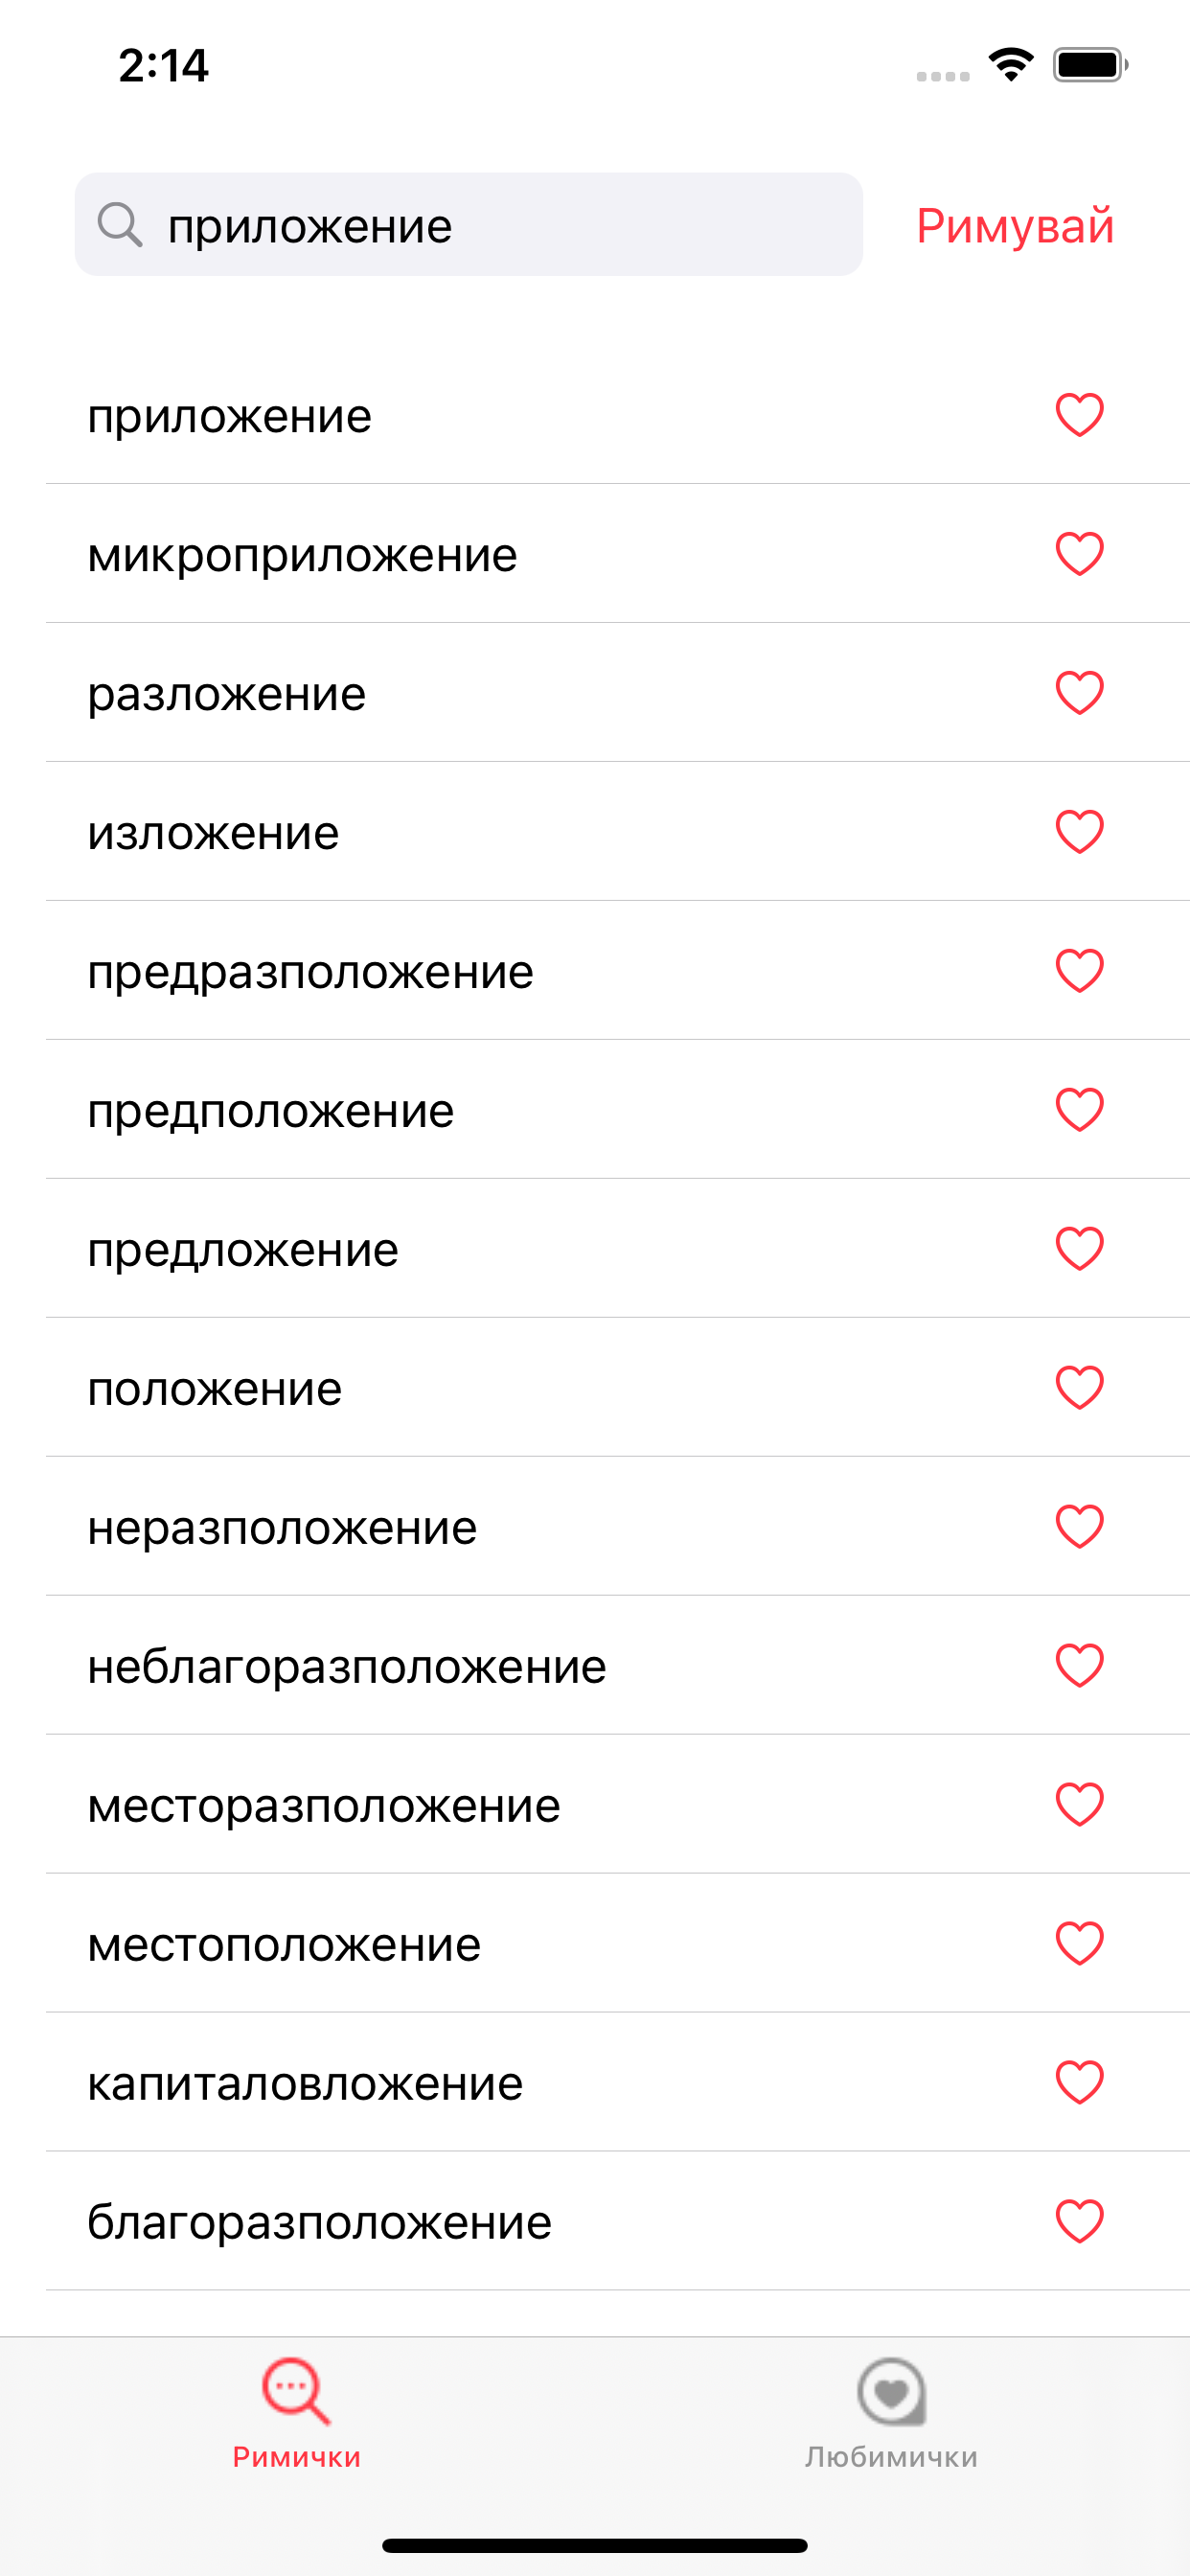 2:14
приложение Римувай
приложение
микроприложение
разложение
изложение
предразположение
предположение
предложение
положение
неразположение
неблагоразположение
месторазположение
местоположение
капиталовложение
благоразположение
Римички Любимички